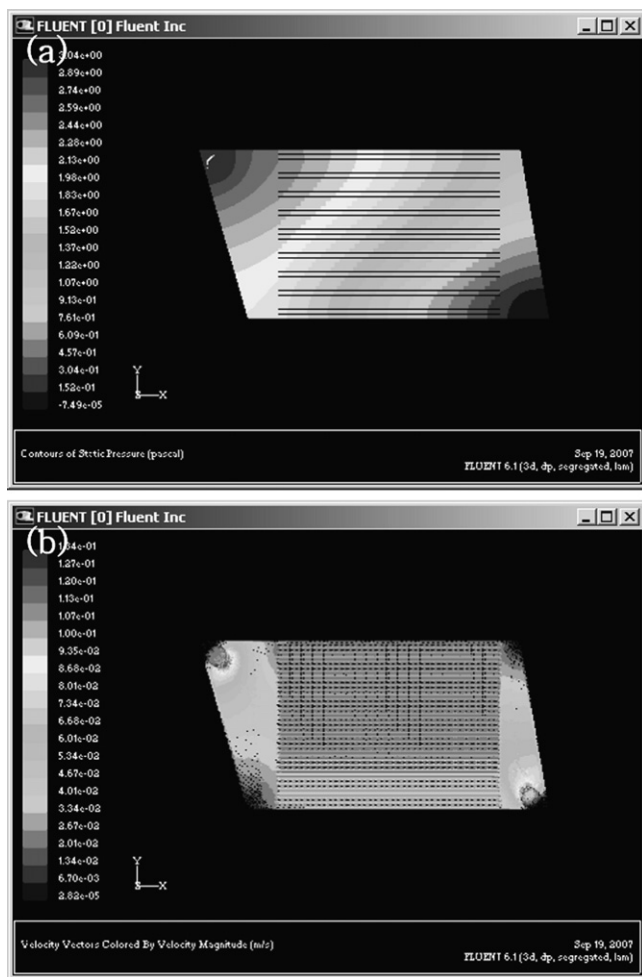 FLUENT [0] Fluent Inc
(a)
3.04e+00
2.89e+00
2.74e+00
2.59e+00
2.44e+00
2.28e+00
2.13e+00
1.98e+00
1.83e+00
1.67e+00
1.52e+00
1.37e+00
1.22e+00
1.07e+00
9.13e-01
7.61e-01
6.09e-01
4.57e-01
3.04e-01
1.52e-01
-7.49e-05
Y
X
Contours of Static Pressure (pascal)
Sep 19, 2007
FLUENT 6.1 (3d, dp, segregated, lam)
FLUENT [0] Fluent Inc
(b)
1.34e-01
1.27e-01
1.20e-01
1.13e-01
1.07e-01
1.00e-01
9.35e-02
8.68e-02
8.01e-02
7.34e-02
6.68e-02
6.01e-02
5.34e-02
4.67e-02
4.01e-02
3.34e-02
2.67e-02
2.01e-02
1.34e-02
6.70e-03
2.82e-05
Y
X
Velocity Vectors Colored By Velocity Magnitude (m/s)
Sep 19, 2007
FLUENT 6.1 (3d, dp, segregated, lam)